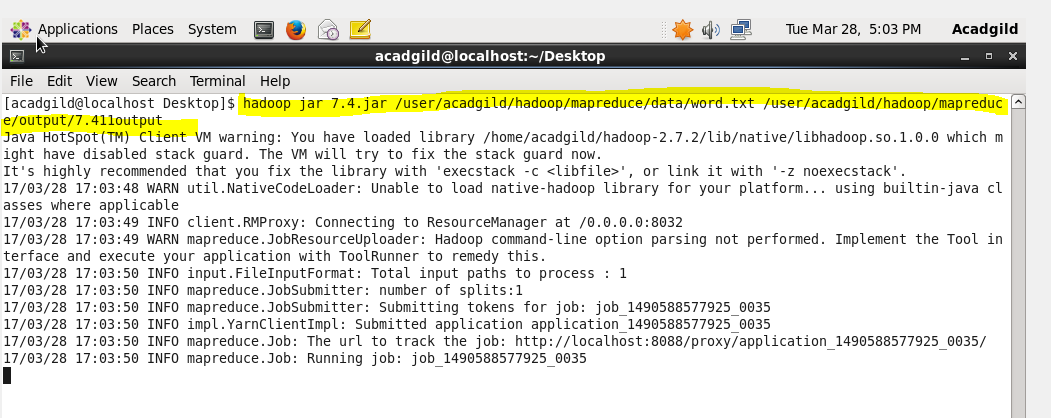 Applications Places System Tue Mar 28, 5:03 PM Acadgild
acadgild@localhost:~/Desktop
File Edit View Search Terminal Help
[acadgild@localhost Desktop]$ hadoop jar 7.4.jar /user/acadgild/hadoop/mapreduce/data/word.txt /user/acadgild/hadoop/mapreduc
e/output/7.411output
Java HotSpot(TM) Client VM warning: You have loaded library /home/acadgild/hadoop-2.7.2/lib/native/libhadoop.so.1.0.0 which m
ight have disabled stack guard. The VM will try to fix the stack guard now.
It's highly recommended that you fix the library with 'execstack -c <libfile>', or link it with '-z noexecstack'.
17/03/28 17:03:48 WARN util.NativeCodeLoader: Unable to load native-hadoop library for your platform... using builtin-java cl
asses where applicable
17/03/28 17:03:49 INFO client.RMProxy: Connecting to ResourceManager at /0.0.0.0:8032
17/03/28 17:03:49 WARN mapreduce.JobResourceUploader: Hadoop command-line option parsing not performed. Implement the Tool in
terface and execute your application with ToolRunner to remedy this.
17/03/28 17:03:50 INFO input.FileInputFormat: Total input paths to process : 1
17/03/28 17:03:50 INFO mapreduce.JobSubmitter: number of splits:1
17/03/28 17:03:50 INFO mapreduce.JobSubmitter: Submitting tokens for job: job_1490588577925_0035
17/03/28 17:03:50 INFO impl.YarnClientImpl: Submitted application application_1490588577925_0035
17/03/28 17:03:50 INFO mapreduce.Job: The url to track the job: http://localhost:8088/proxy/application_1490588577925_0035/
17/03/28 17:03:50 INFO mapreduce.Job: Running job: job_1490588577925_0035